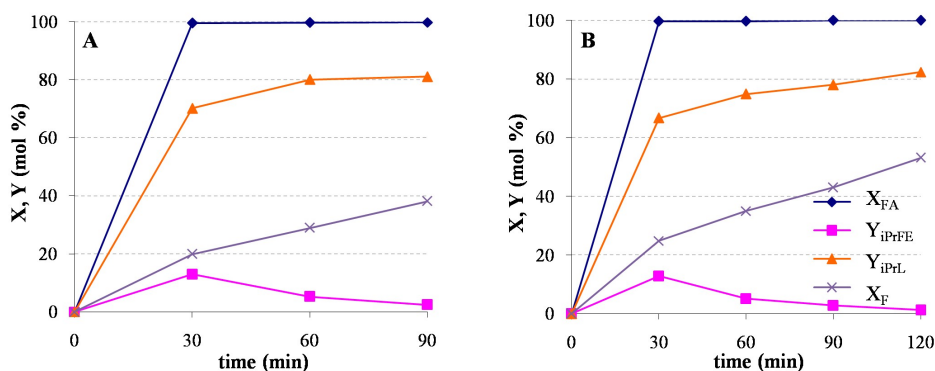 A
X, Y (mol %)
100
80
60
40
20
0
0 30 60 90
time (min)
B
X, Y (mol %)
100
80
60
40
20
0
0 30 60 90 120
time (min)
X_FA
Y_iPrFE
Y_iPrL
X_F